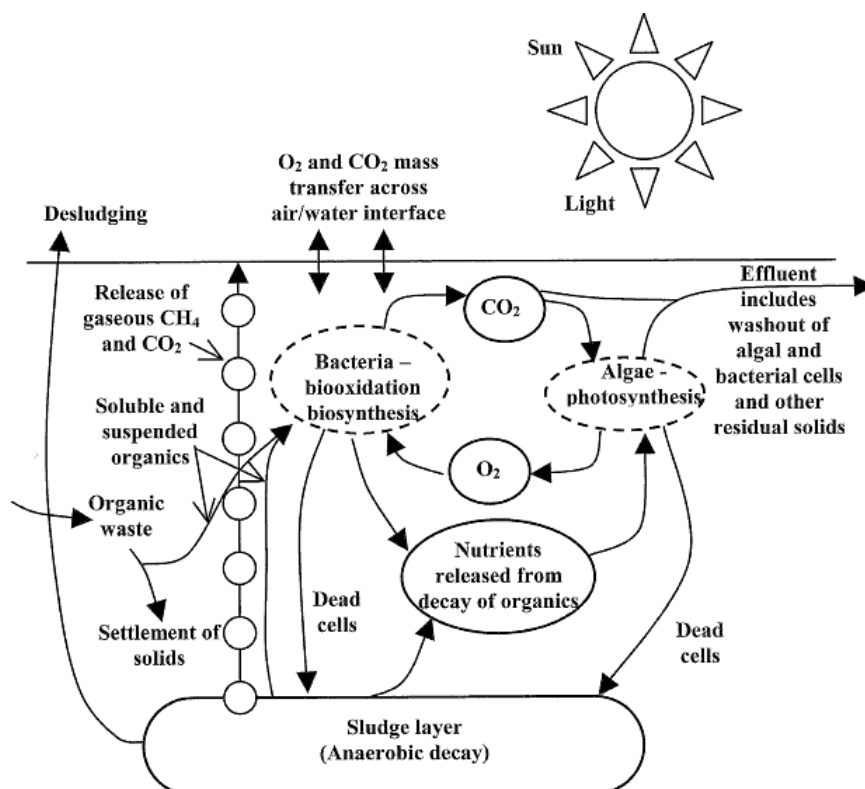 Sun
Light
O₂ and CO₂ mass
transfer across
air/water interface
Desludging
Release of
gaseous CH₄
and CO₂
Soluble and
suspended
organics
Organic
waste
Settlement of
solids
Bacteria –
biooxidation
biosynthesis
CO₂
O₂
Algae -
photosynthesis
Effluent
includes
washout of
algal and
bacterial cells
and other
residual solids
Nutrients
released from
decay of organics
Dead
cells
Dead
cells
Sludge layer
(Anaerobic decay)